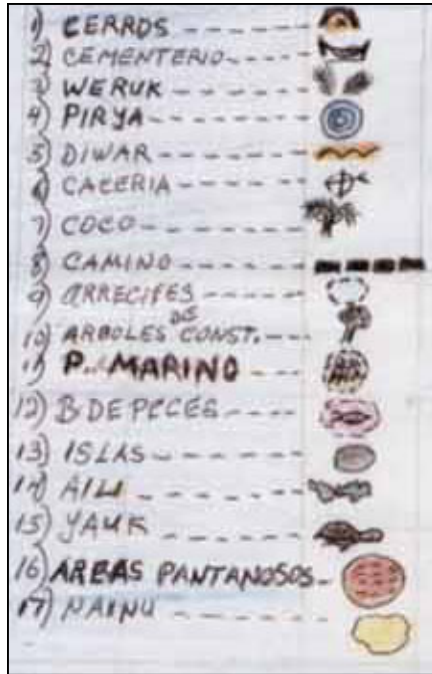 1) CERROS
2) CEMENTERIO
3) WERUK
4) PIRYA
5) DIWAR
6) CACERIA
7) COCO
8) CAMINO
9) ARRECIFES
10) ARBOLES DE CONST.
11) P. MARINO
12) B. DE PECES
13) ISLAS
14) AILI
15) YAUK
16) AREAS PANTANOSOS
17) NAINU